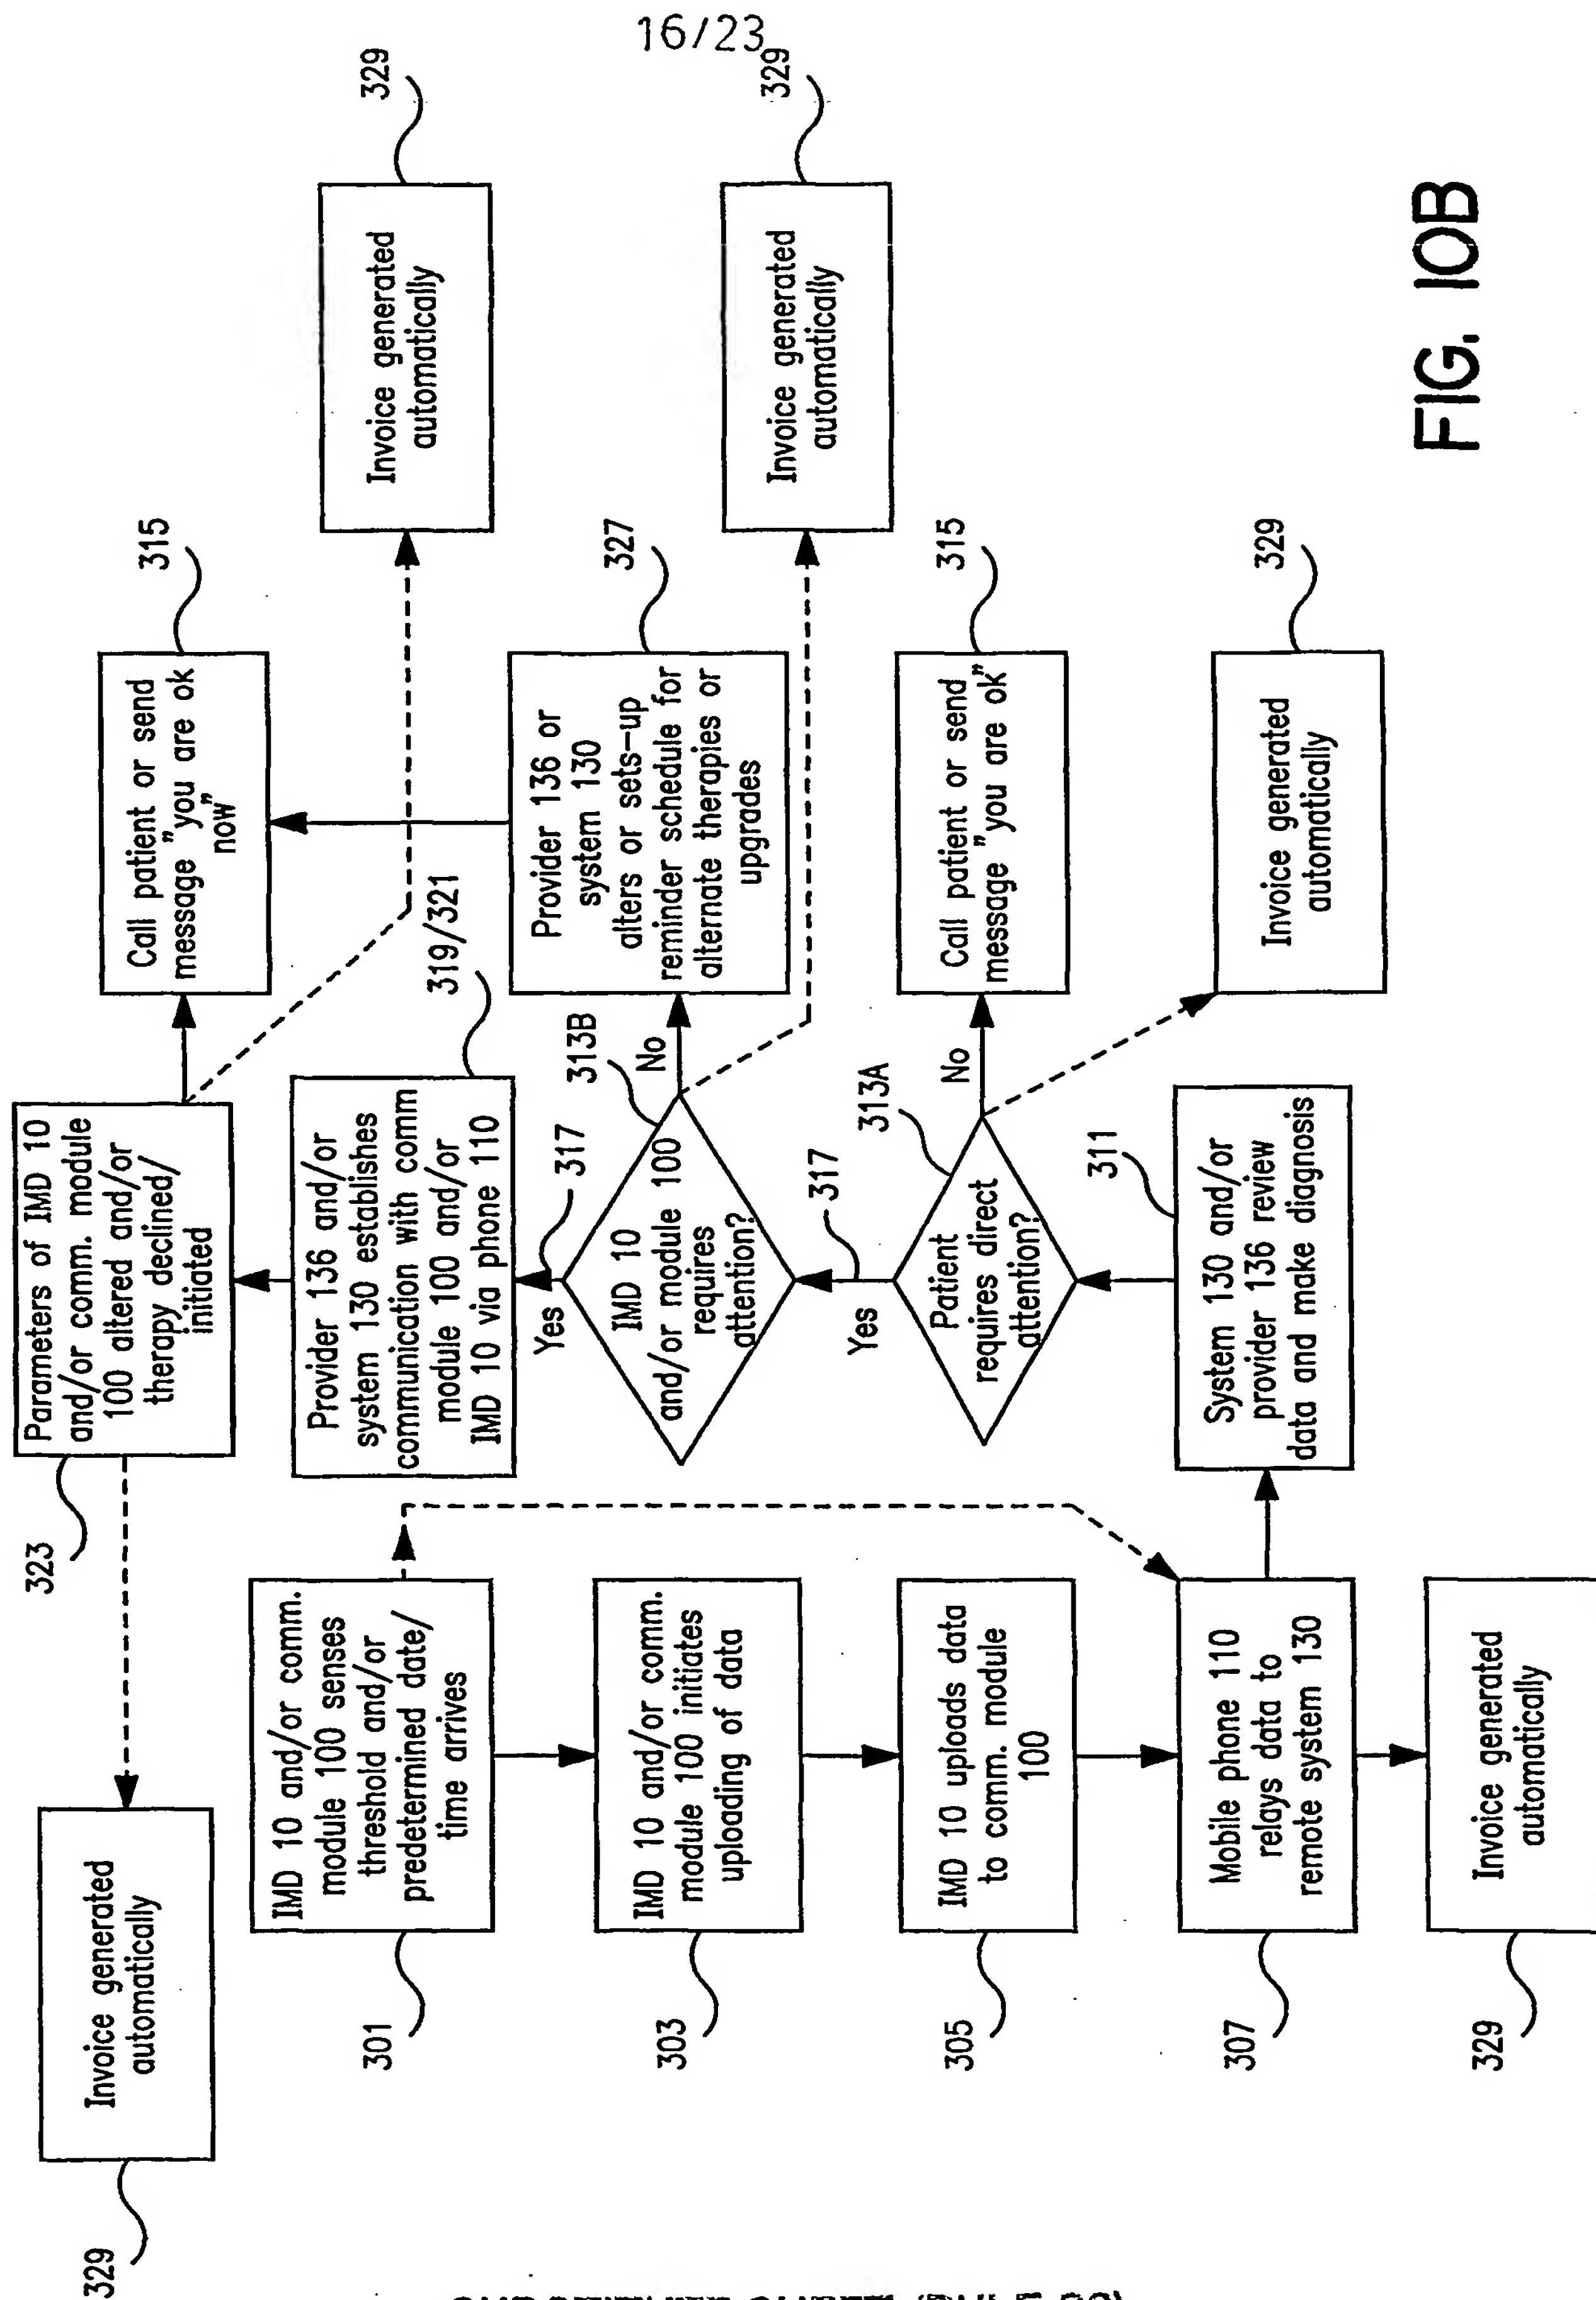 16/23
323
Parameters of IMD 10
and/or comm. module
100 altered and/or
therapy declined/
initiated
Call patient or send
message "you are ok
now"
315
329
Invoice generated
automatically
329
Invoice generated
automatically
301
IMD 10 and/or comm.
module 100 senses
threshold and/or
predetermined date/
time arrives
Provider 136 and/or
system 130 establishes
communication with comm
module 100 and/or
IMD 10 via phone 110
319/321
Yes
317
303
IMD 10 and/or comm.
module 100 initiates
uploading of data
IMD 10
and/or module 100
requires
attention?
313B
No
Provider 136 or
system 130
alters or sets-up
reminder schedule for
alternate therapies or
upgrades
327
Invoice generated
automatically
329
Yes
317
305
IMD 10 uploads data
to comm. module
100
Patient
requires direct
attention?
313A
No
Call patient or send
message "you are ok"
315
307
Mobile phone 110
relays data to
remote system 130
System 130 and/or
provider 136 review
data and make diagnosis
311
Invoice generated
automatically
329
329
Invoice generated
automatically
FIG. 10B